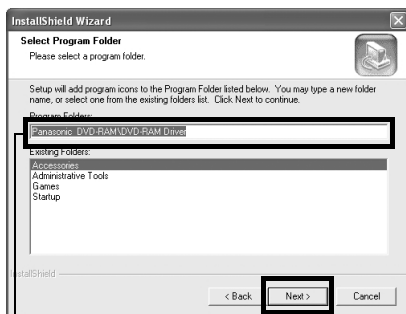 InstallShield Wizard
Select Program Folder
Please select a program folder.
Setup will add program icons to the Program Folder listed below. You may type a new folder
name, or select one from the existing folders list. Click Next to continue.
Program Folders:
Panasonic DVD-RAM\DVD-RAM Driver
Existing Folders:
Accessories
Administrative Tools
Games
Startup
InstallShield
< Back Next > Cancel